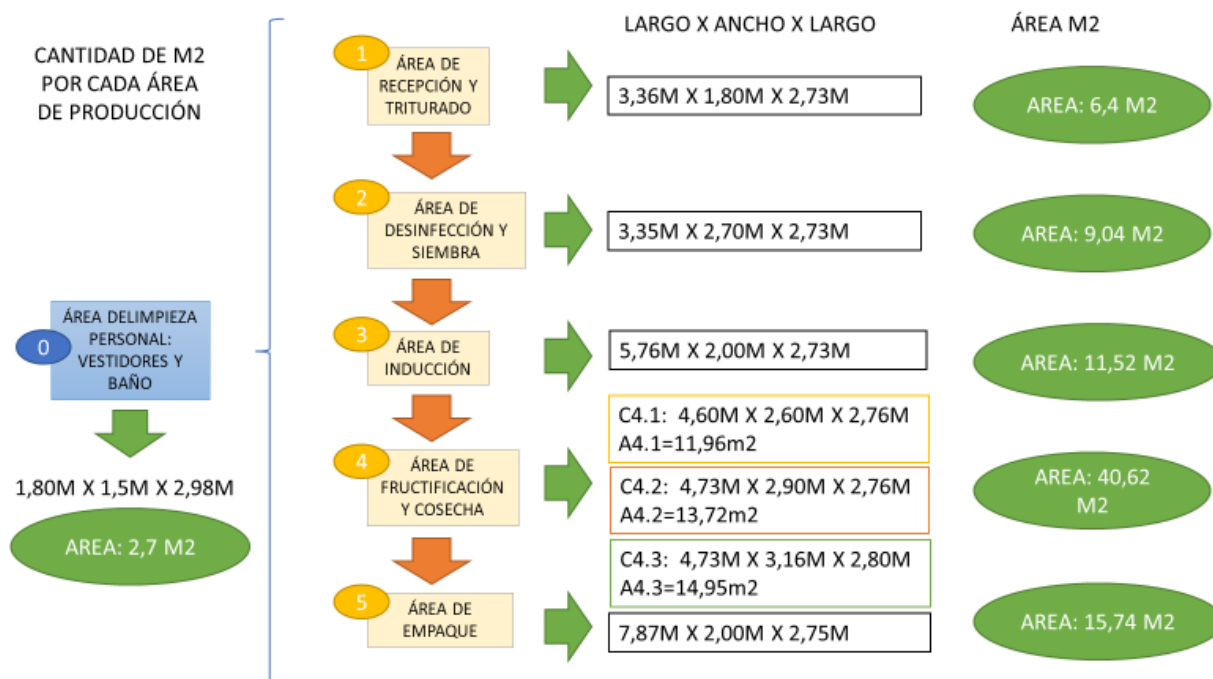 CANTIDAD DE M2
POR CADA ÁREA
DE PRODUCCIÓN
LARGO X ANCHO X LARGO
ÁREA M2
1
ÁREA DE
RECEPCIÓN Y
TRITURADO
3,36M X 1,80M X 2,73M
AREA: 6,4 M2
2
ÁREA DE
DESINFECCIÓN Y
SIEMBRA
3,35M X 2,70M X 2,73M
AREA: 9,04 M2
0
ÁREA DELIMPIEZA
PERSONAL:
VESTIDORES Y
BAÑO
1,80M X 1,5M X 2,98M
AREA: 2,7 M2
3
ÁREA DE
INDUCCIÓN
5,76M X 2,00M X 2,73M
AREA: 11,52 M2
4
ÁREA DE
FRUCTIFICACIÓN
Y COSECHA
C4.1: 4,60M X 2,60M X 2,76M
A4.1=11,96m2
C4.2: 4,73M X 2,90M X 2,76M
A4.2=13,72m2
C4.3: 4,73M X 3,16M X 2,80M
A4.3=14,95m2
AREA: 40,62
M2
5
ÁREA DE
EMPAQUE
7,87M X 2,00M X 2,75M
AREA: 15,74 M2